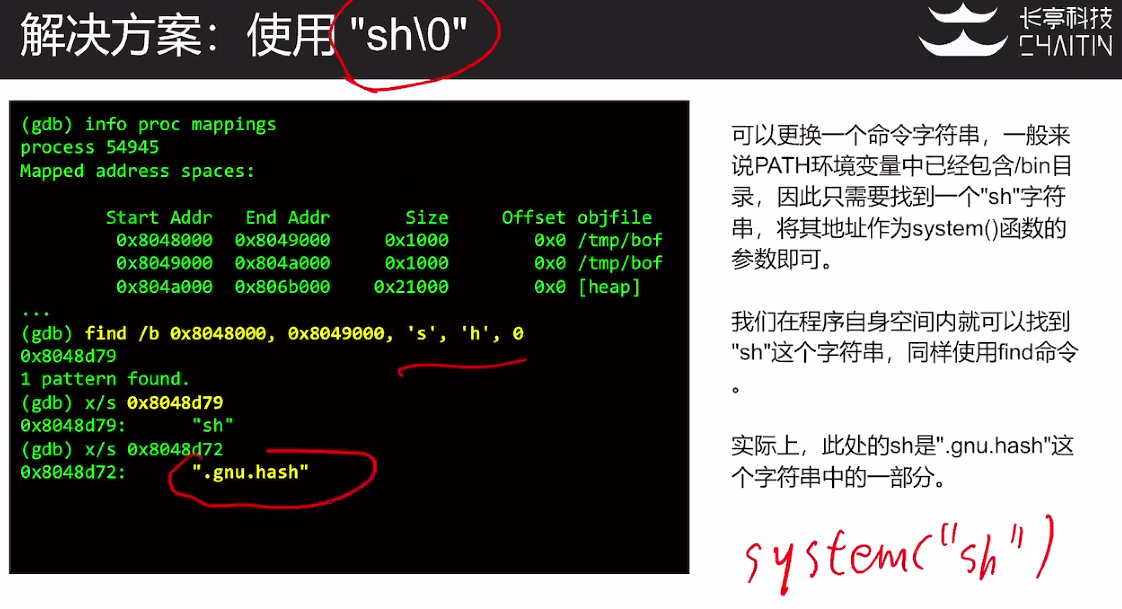 解决方案：使用 "sh\0"
长亭科技
CHAITIN
(gdb) info proc mappings
process 54945
Mapped address spaces:
Start Addr End Addr Size Offset objfile
0x8048000 0x8049000 0x1000 0x0 /tmp/bof
0x8049000 0x804a000 0x1000 0x0 /tmp/bof
0x804a000 0x806b000 0x21000 0x0 [heap]
...
(gdb) find /b 0x8048000, 0x8049000, 's', 'h', 0
0x8048d79
1 pattern found.
(gdb) x/s 0x8048d79
0x8048d79: "sh"
(gdb) x/s 0x8048d72
0x8048d72: ".gnu.hash"
可以更换一个命令字符串，一般来
说PATH环境变量中已经包含/bin目
录，因此只需要找到一个"sh"字符
串，将其地址作为system()函数的
参数即可。
我们在程序自身空间内就可以找到
"sh"这个字符串，同样使用find命令
。
实际上，此处的sh是".gnu.hash"这
个字符串中的一部分。
system("sh")